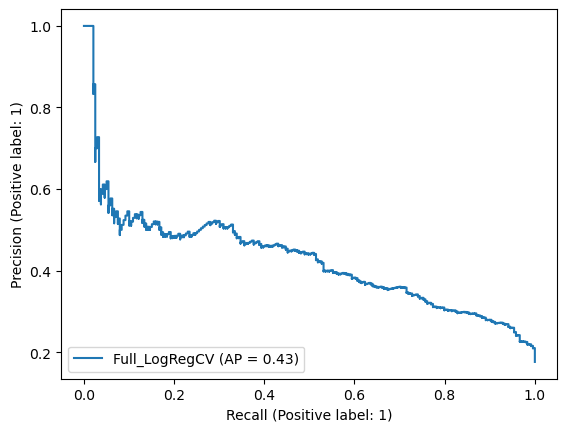 1.0
0.8
0.6
0.4
0.2
Precision (Positive label: 1)
Full_LogRegCV (AP = 0.43)
0.0 0.2 0.4 0.6 0.8 1.0
Recall (Positive label: 1)